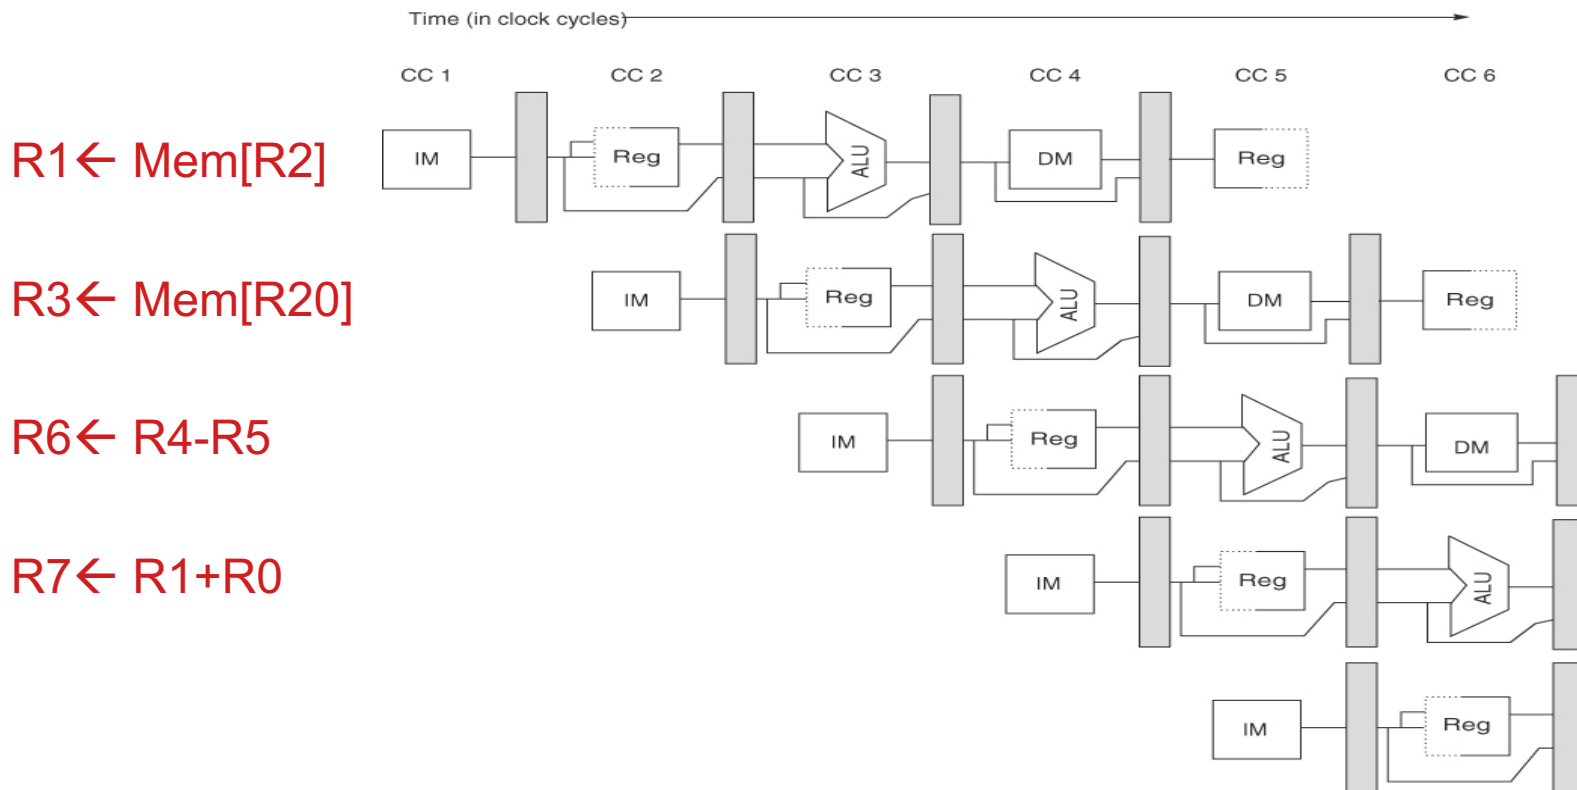 Time (in clock cycles)
CC 1 CC 2 CC 3 CC 4 CC 5 CC 6
R1← Mem[R2] IM Reg ALU DM Reg
R3← Mem[R20] IM Reg ALU DM Reg
R6← R4-R5 IM Reg ALU DM
R7← R1+R0 IM Reg ALU
IM Reg